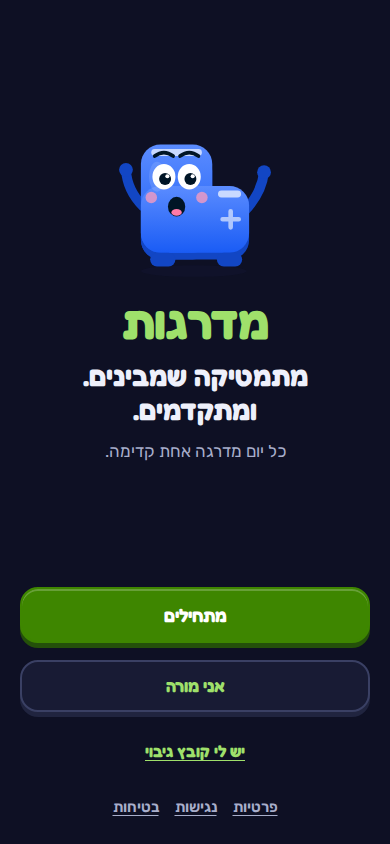 מדרגות
מתמטיקה שמבינים.
ומתקדמים.
כל יום מדרגה אחת קדימה.
מתחילים
אני מורה
יש לי קובץ גיבוי
פרטיות נגישות בטיחות